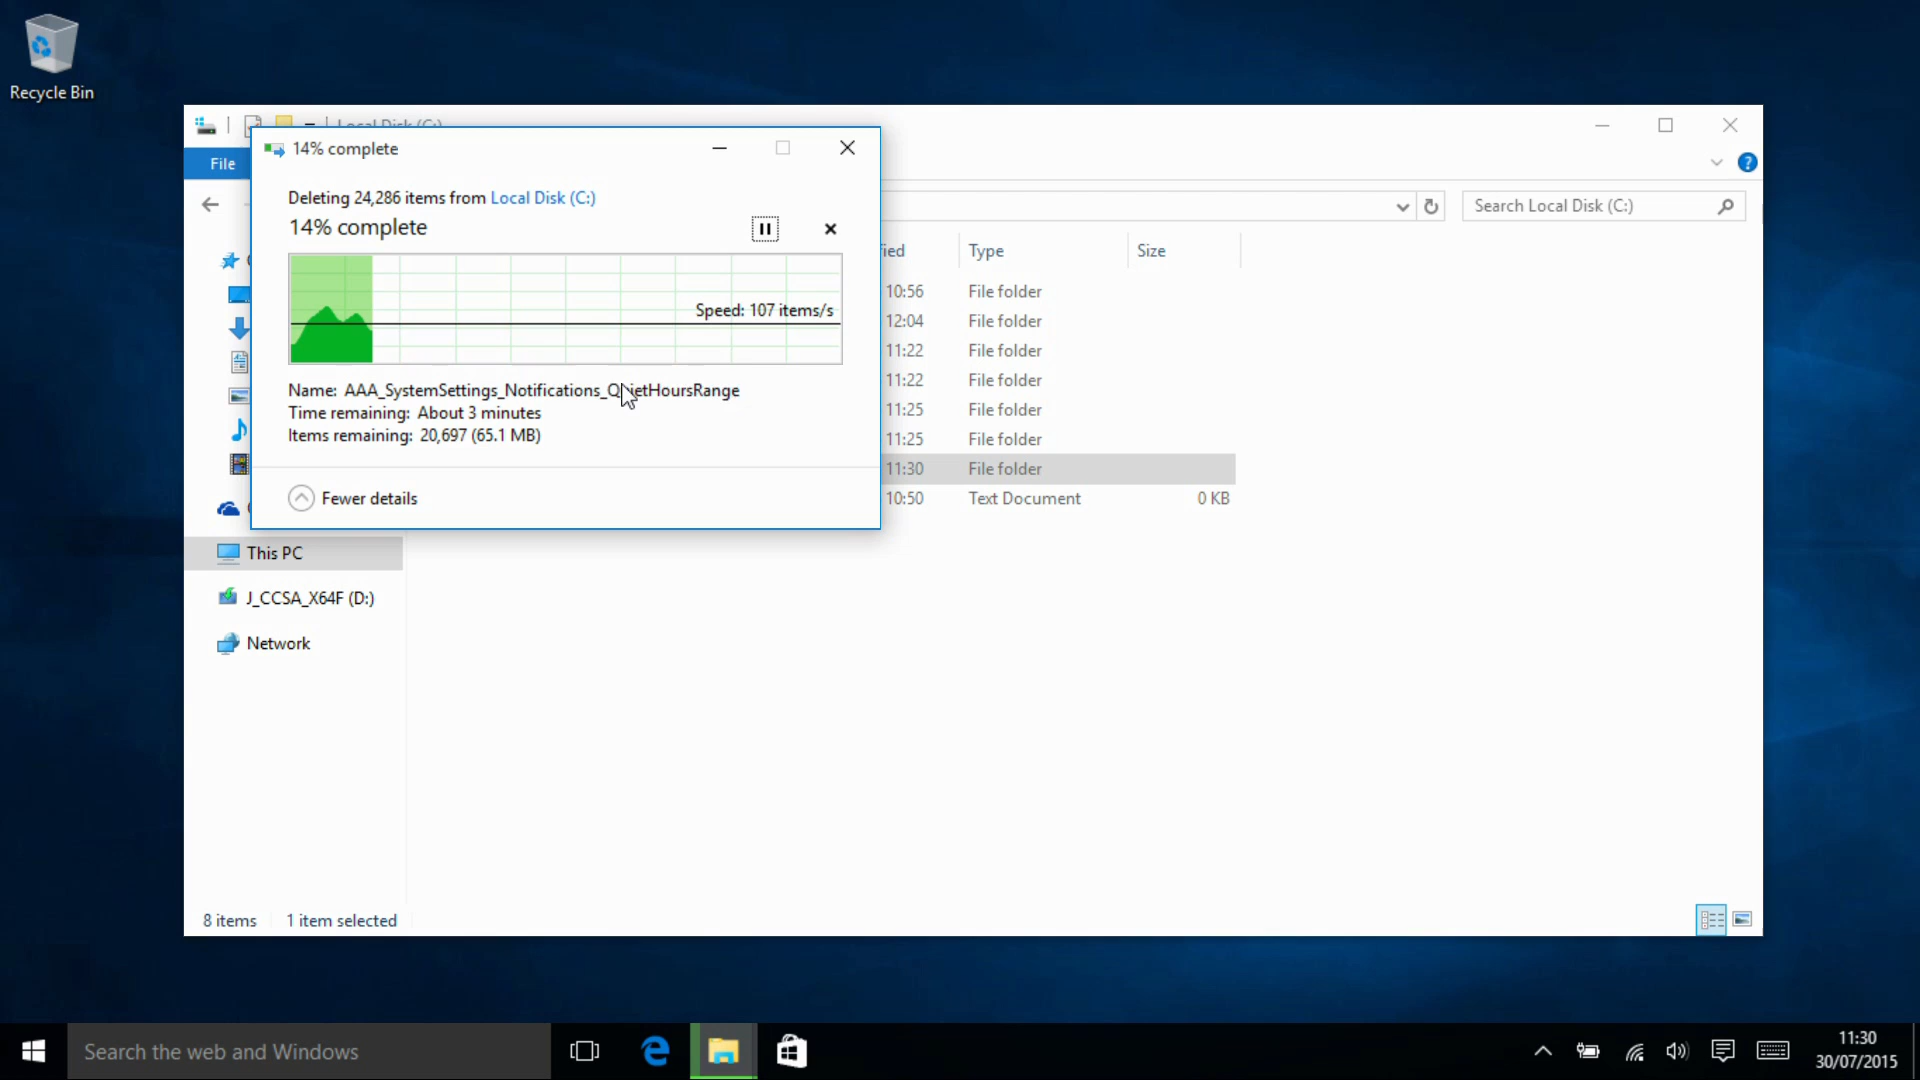 Recycle Bin
Local Disk (C:)
14% complete
File
Deleting 24,286 items from Local Disk (C:)
14% complete
Search Local Disk (C:)
Type
Size
Speed: 107 items/s
10:56 File folder
12:04 File folder
11:22 File folder
11:22 File folder
11:25 File folder
11:25 File folder
11:30 File folder
10:50 Text Document 0 KB
Name: AAA_SystemSettings_Notifications_QuietHoursRange
Time remaining: About 3 minutes
Items remaining: 20,697 (65.1 MB)
Fewer details
This PC
J_CCSA_X64F (D:)
Network
8 items 1 item selected
Search the web and Windows
11:30
30/07/2015